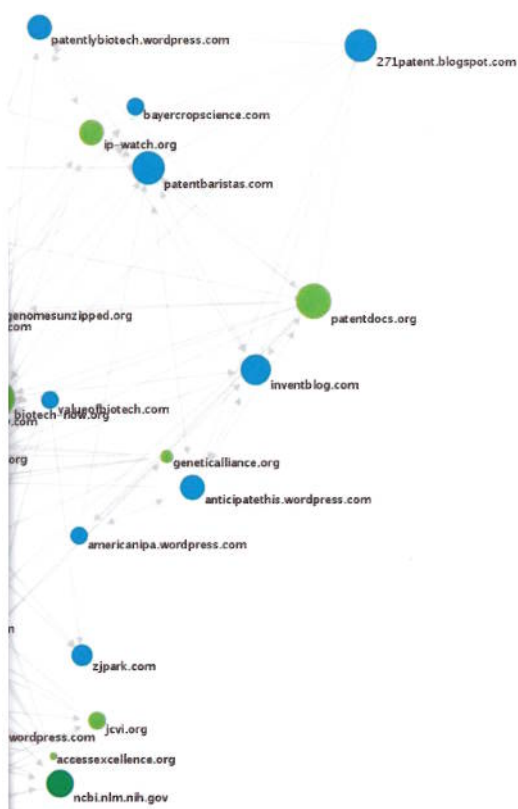 patentlybiotech.wordpress.com
271patent.blogspot.com
bayercropscience.com
ip-watch.org
patentbaristas.com
genomesunzipped.org
.com
patentdocs.org
inventblog.com
valueofbiotech.com
biotech-now.org
y.com
org
geneticalliance.org
anticipatethis.wordpress.com
americanipa.wordpress.com
n
zjpark.com
jcvi.org
wordpress.com
accessexcellence.org
ncbi.nlm.nih.gov